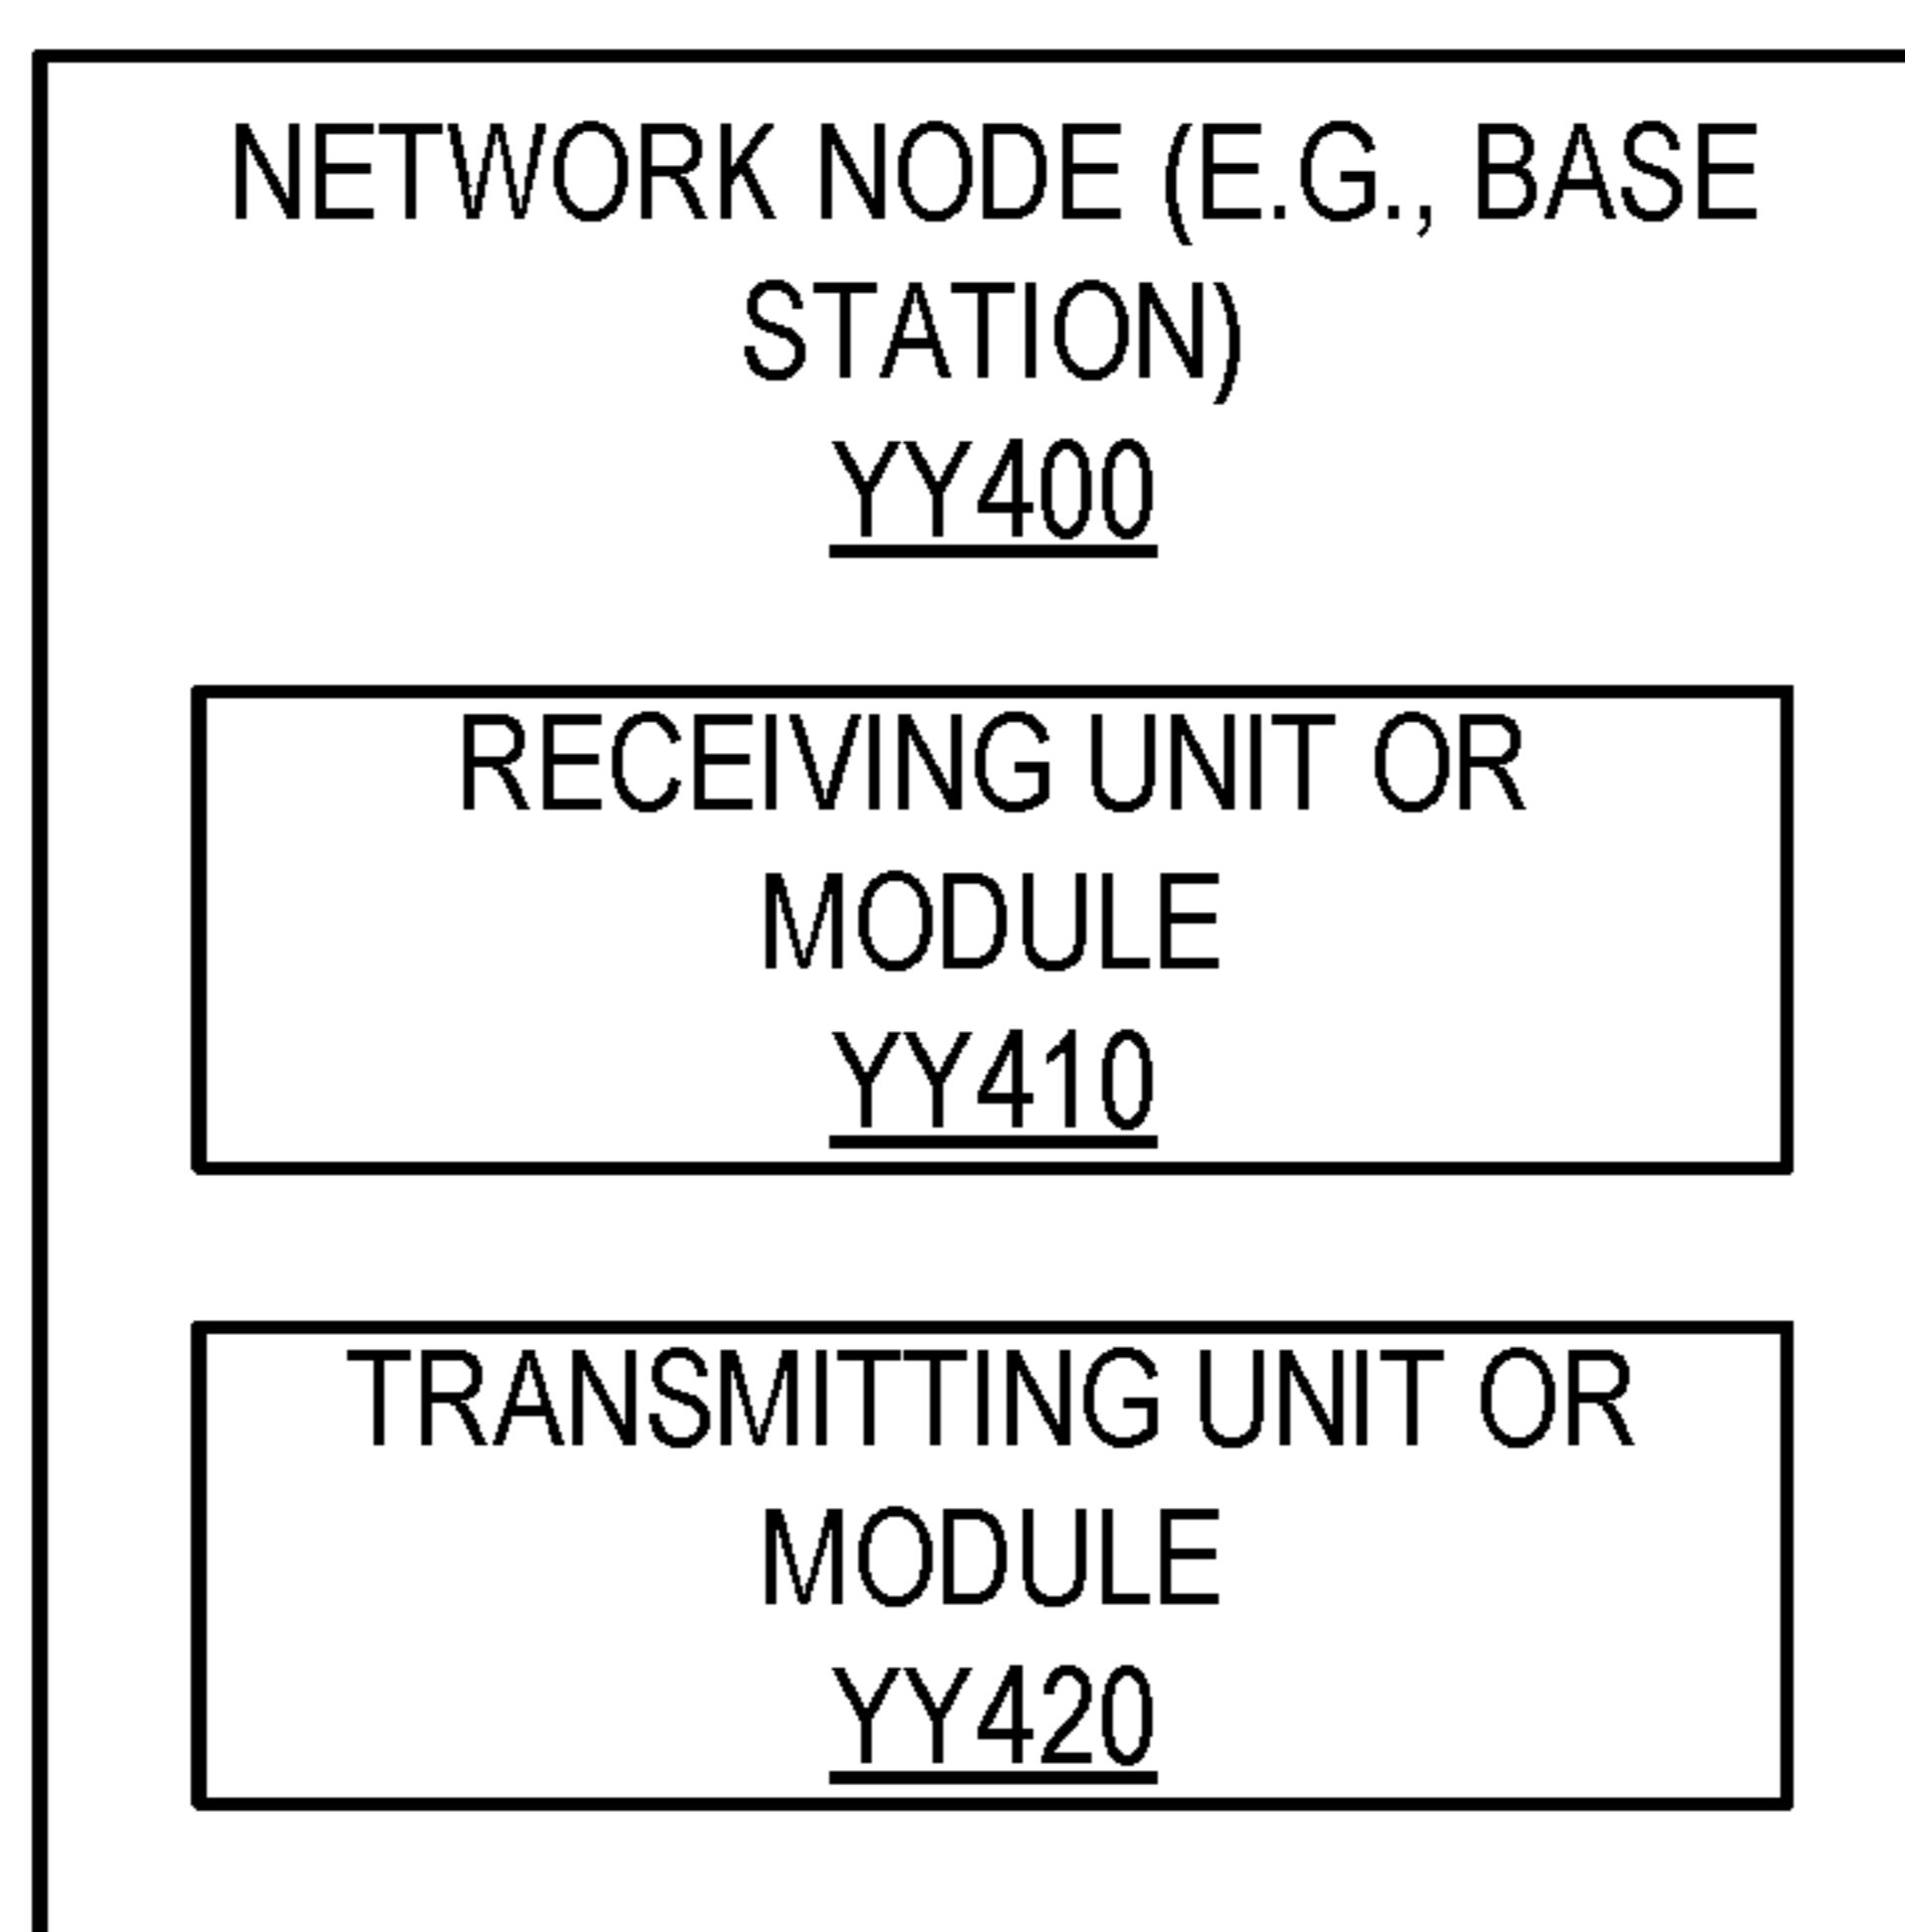 NETWORK NODE (E.G., BASE
STATION)
YY400
RECEIVING UNIT OR
MODULE
YY410
TRANSMITTING UNIT OR
MODULE
YY420